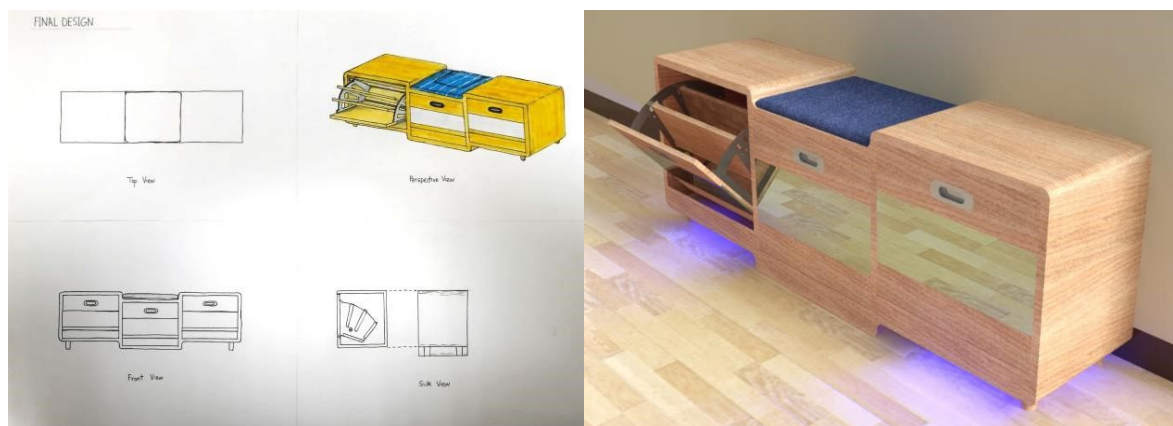 FINAL DESIGN
Top View
Perspective View
Front View
Side View